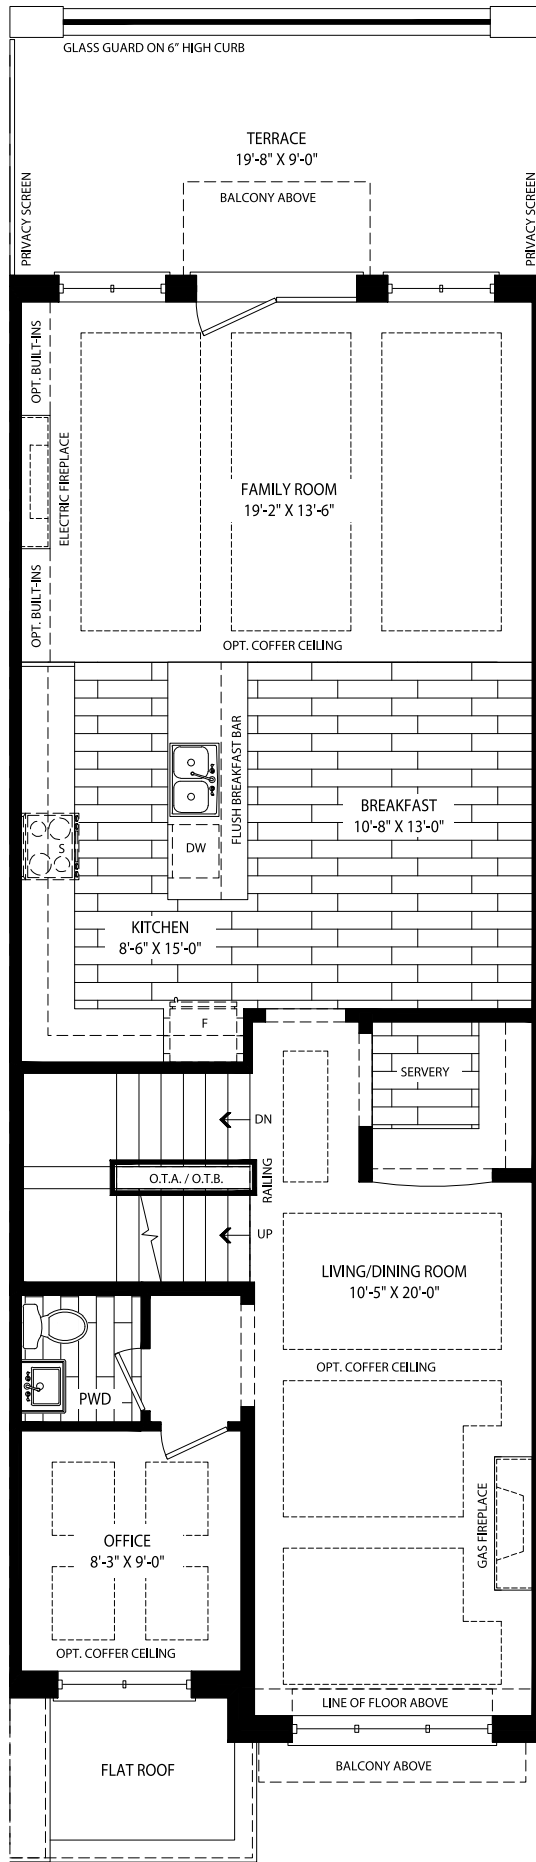 GLASS GUARD ON 6" HIGH CURB
TERRACE
19'-8" X 9'-0"
PRIVACY SCREEN
BALCONY ABOVE
PRIVACY SCREEN
OPT. BUILT-INS
ELECTRIC FIREPLACE
FAMILY ROOM
19'-2" X 13'-6"
OPT. BUILT-INS
OPT. COFFER CEILING
FLUSH BREAKFAST BAR
BREAKFAST
10'-8" X 13'-0"
S
DW
KITCHEN
8'-6" X 15'-0"
F
SERVERY
DN
O.T.A. / O.T.B.
RAILING
UP
LIVING/DINING ROOM
10'-5" X 20'-0"
OPT. COFFER CEILING
PWD
GAS FIREPLACE
OFFICE
8'-3" X 9'-0"
OPT. COFFER CEILING
LINE OF FLOOR ABOVE
FLAT ROOF
BALCONY ABOVE